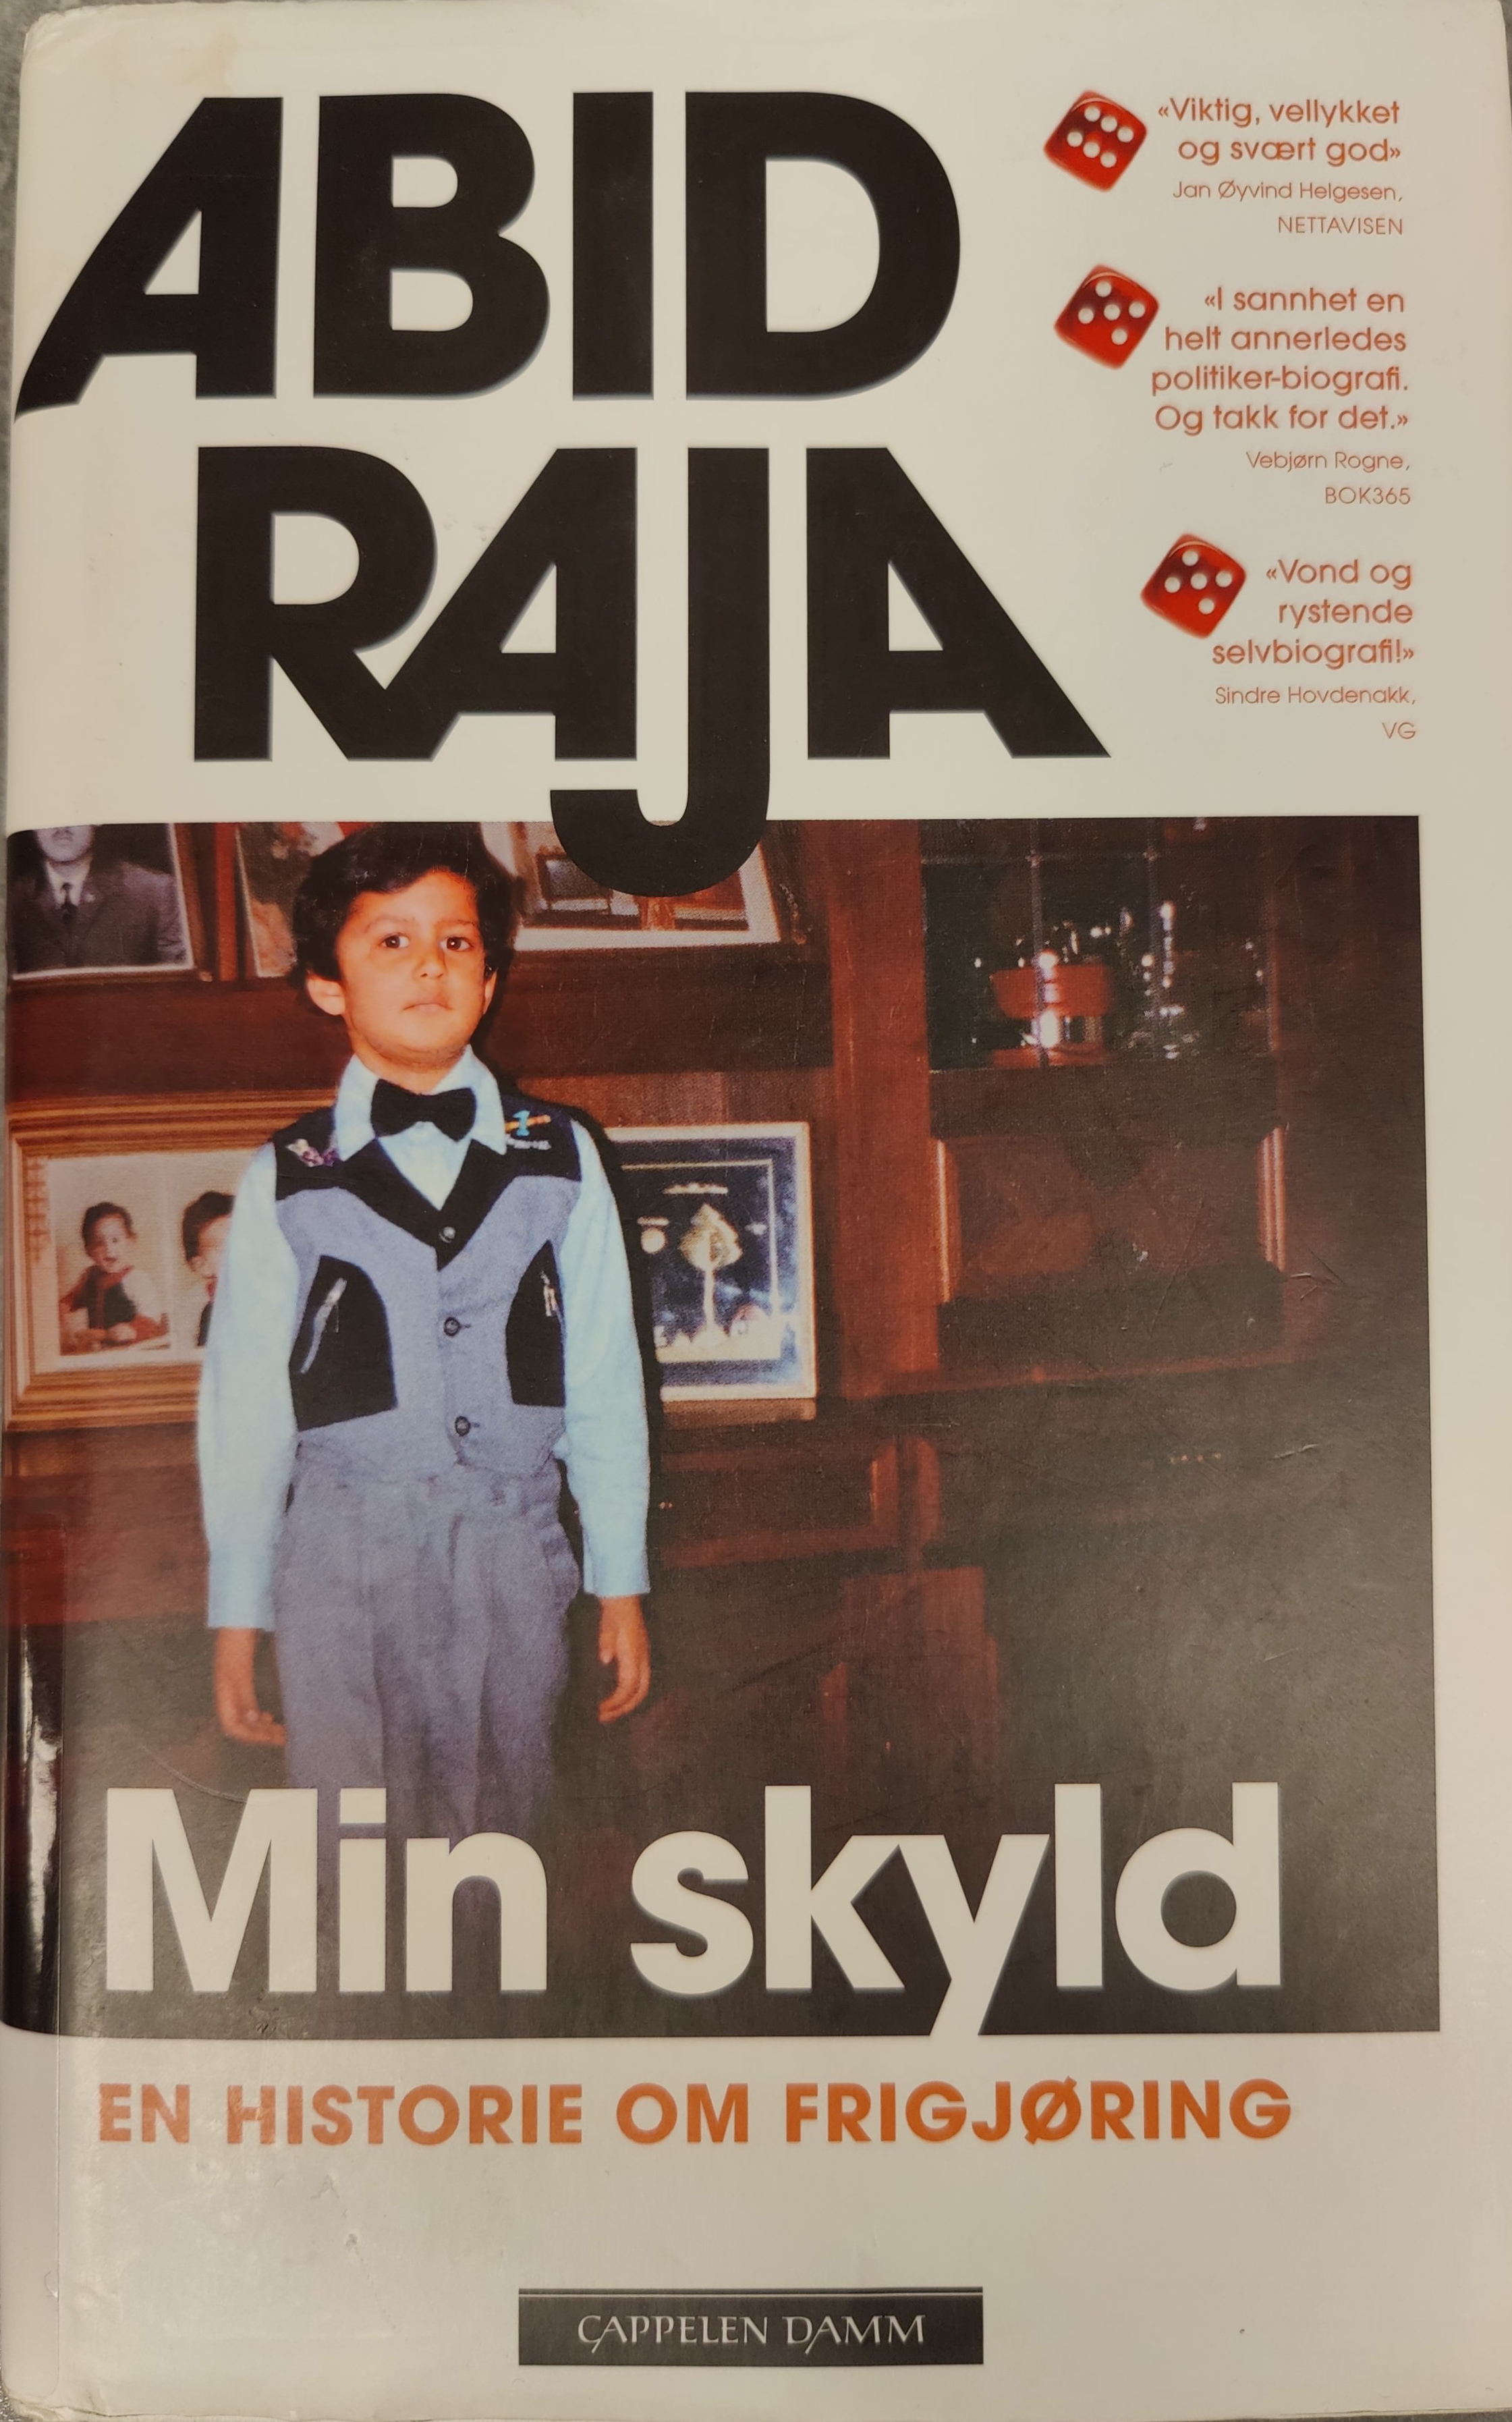 ABID
RAJA
«Viktig, vellykket
og svært god»
Jan Øyvind Helgesen,
NETTAVISEN
«I sannhet en
helt annerledes
politiker-biografi.
Og takk for det.»
Vebjørn Rogne,
BOK365
«Vond og
rystende
selvbiografi!»
Sindre Hovdenakk,
VG
1
Min skyld
EN HISTORIE OM FRIGJØRING
CAPPELEN DAMM